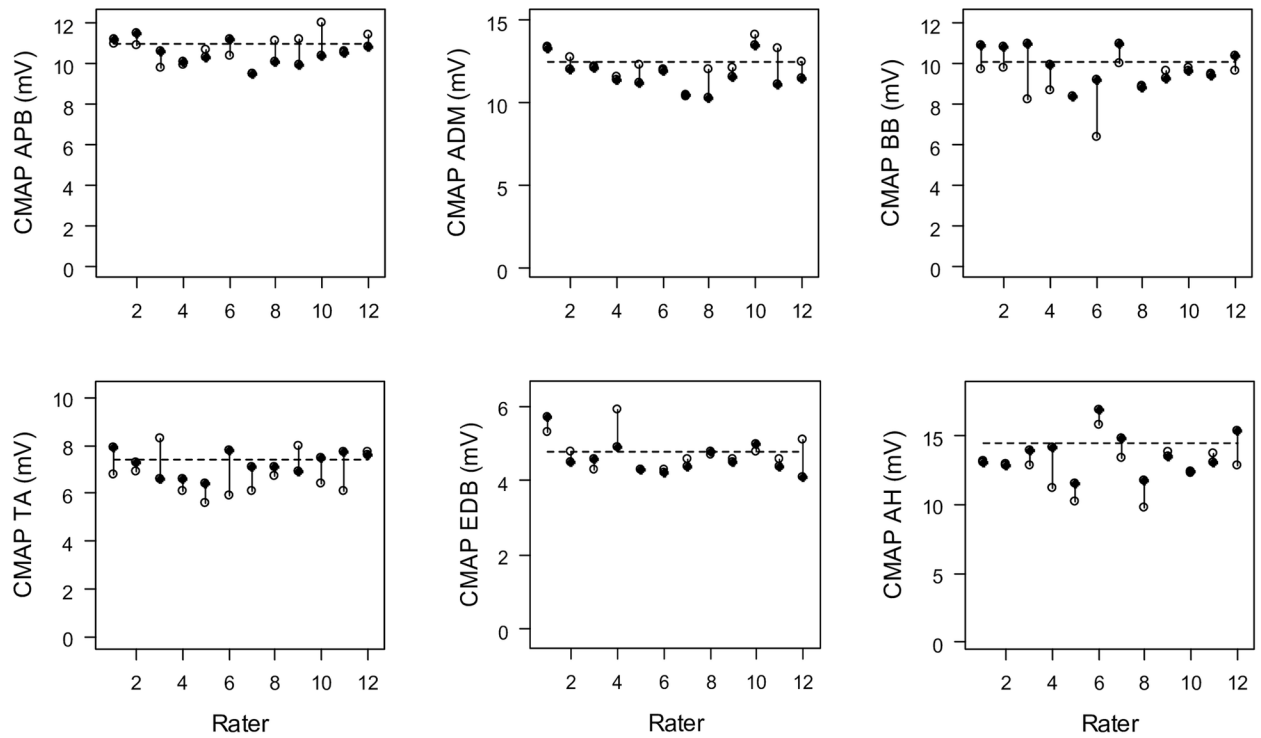 CMAP APB (mV)
12
10
8
6
4
2
0
2 4 6 8 10 12
CMAP ADM (mV)
15
10
5
0
2 4 6 8 10 12
CMAP BB (mV)
12
10
8
6
4
2
0
2 4 6 8 10 12
CMAP TA (mV)
10
8
6
4
2
0
2 4 6 8 10 12
Rater
CMAP EDB (mV)
6
4
2
0
2 4 6 8 10 12
Rater
CMAP AH (mV)
15
10
5
0
2 4 6 8 10 12
Rater